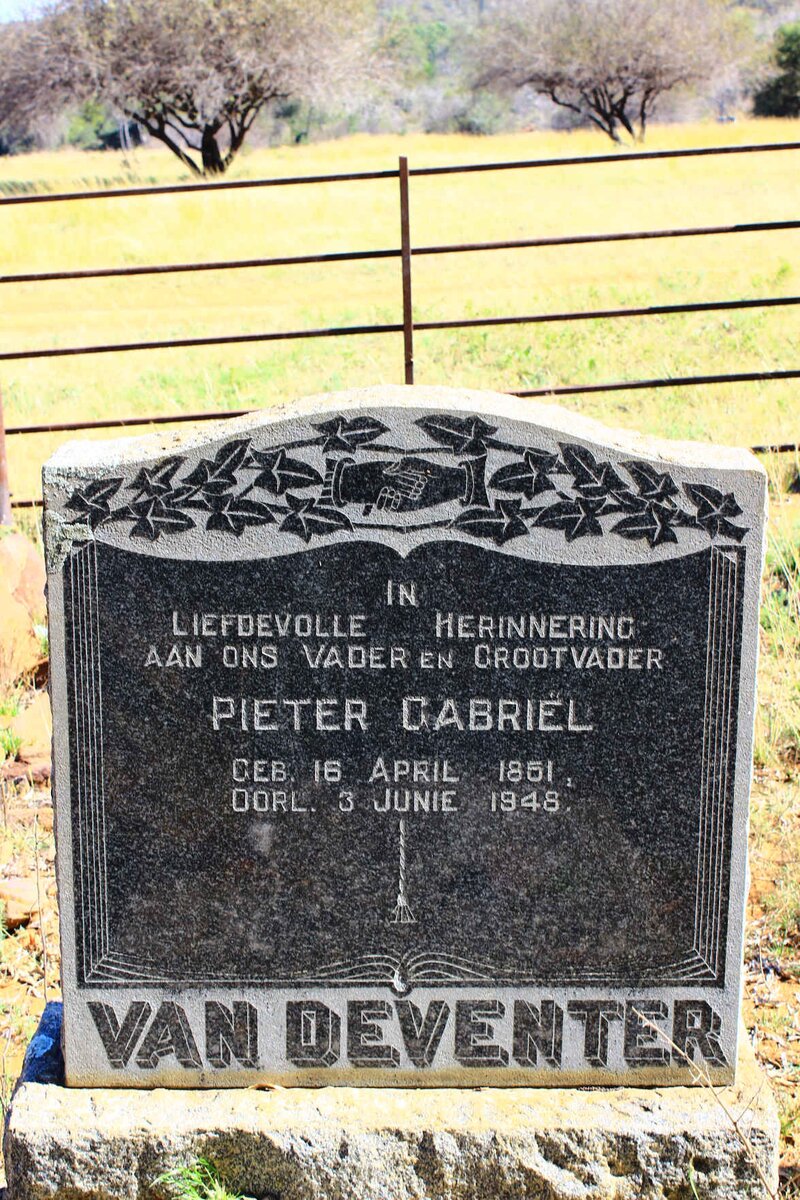 IN
LIEFDEVOLLE HERINNERING
AAN ONS VADER EN GROOTVADER
PIETER GABRIËL
GEB. 16 APRIL 1851,
OORL. 3 JUNIE 1948.
VAN DEVENTER